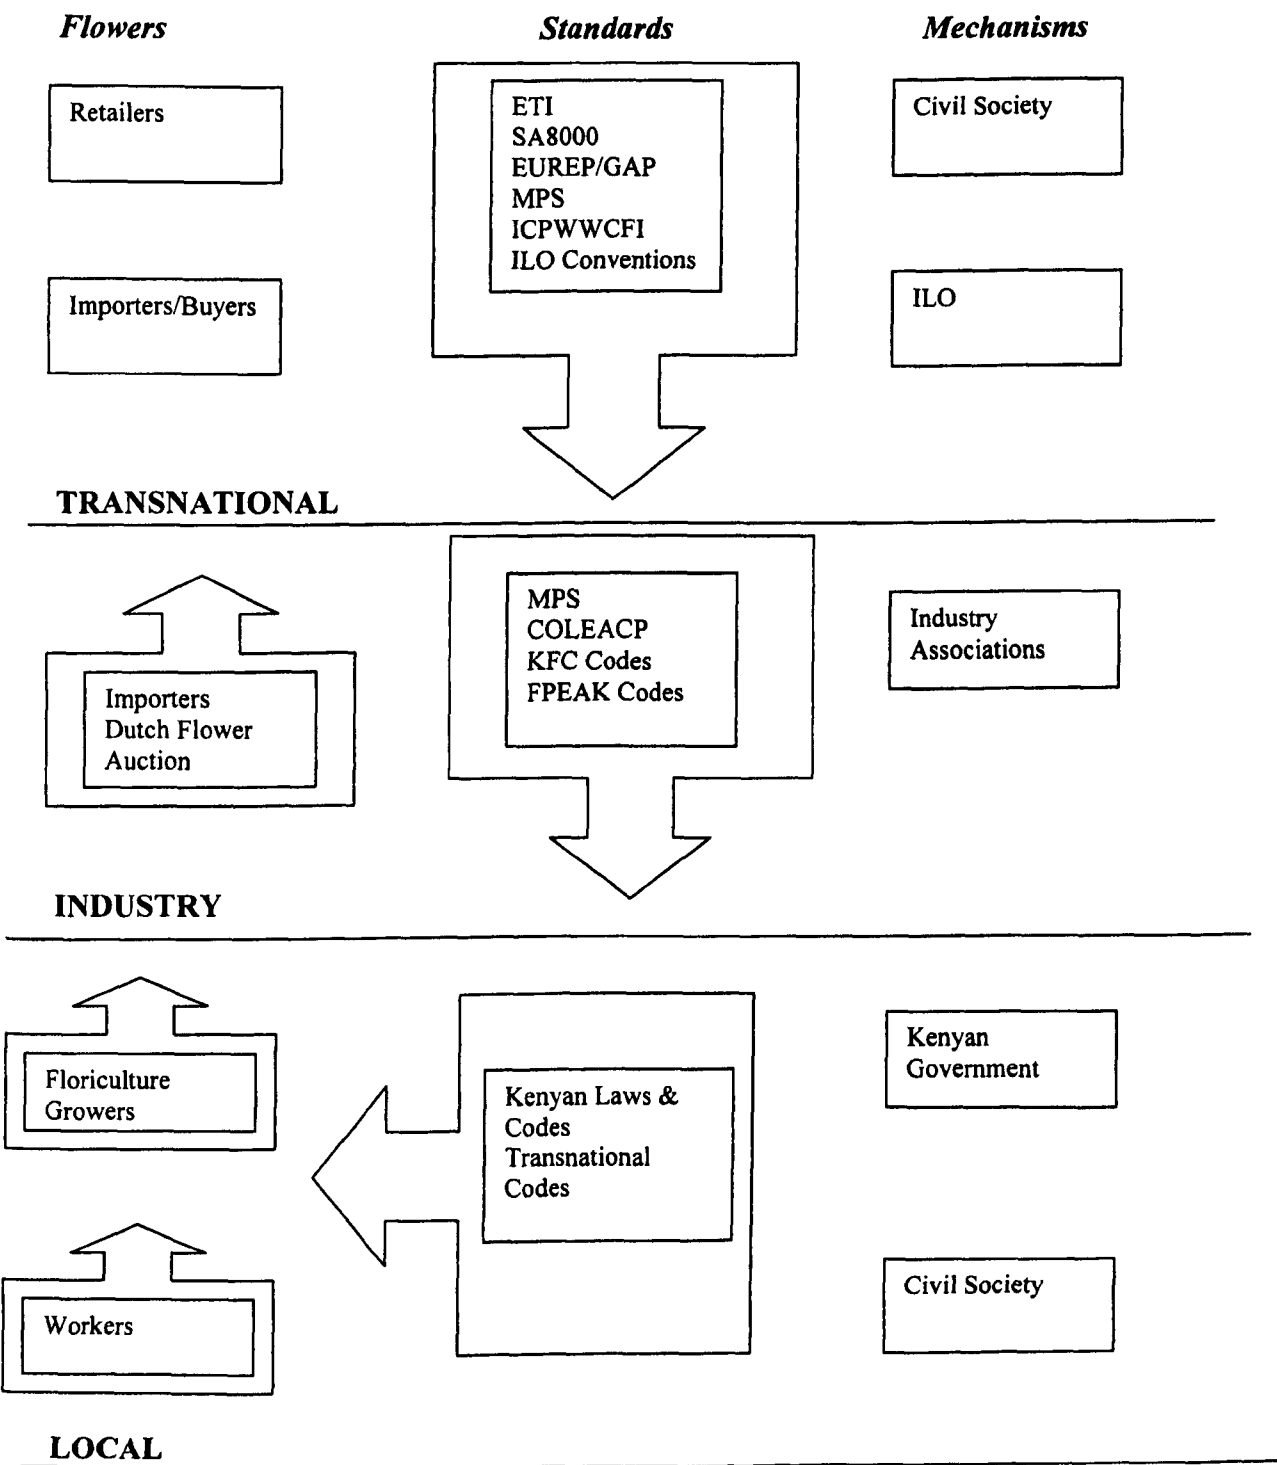 Flowers
Standards
Mechanisms
Retailers
ETI
SA8000
EUREP/GAP
MPS
ICPWWCFI
ILO Conventions
Civil Society
Importers/Buyers
ILO
TRANSNATIONAL
Importers
Dutch Flower
Auction
MPS
COLEACP
KFC Codes
FPEAK Codes
Industry
Associations
INDUSTRY
Floriculture
Growers
Kenyan Laws &
Codes
Transnational
Codes
Kenyan
Government
Workers
Civil Society
LOCAL